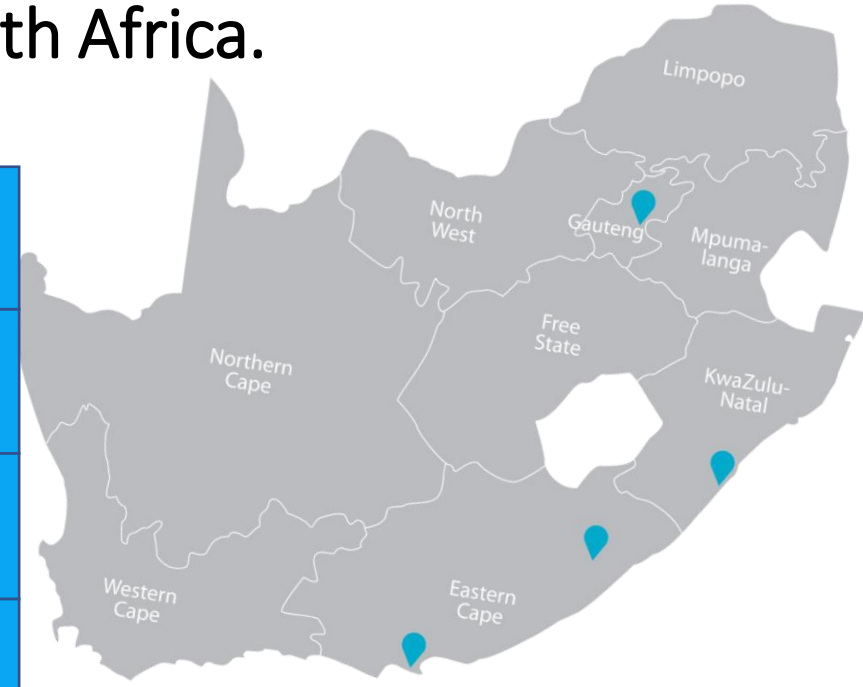 th Africa.
Limpopo
North
West
Gauteng
Mpuma-
langa
Free
State
Northern
Cape
KwaZulu-
Natal
Western
Cape
Eastern
Cape